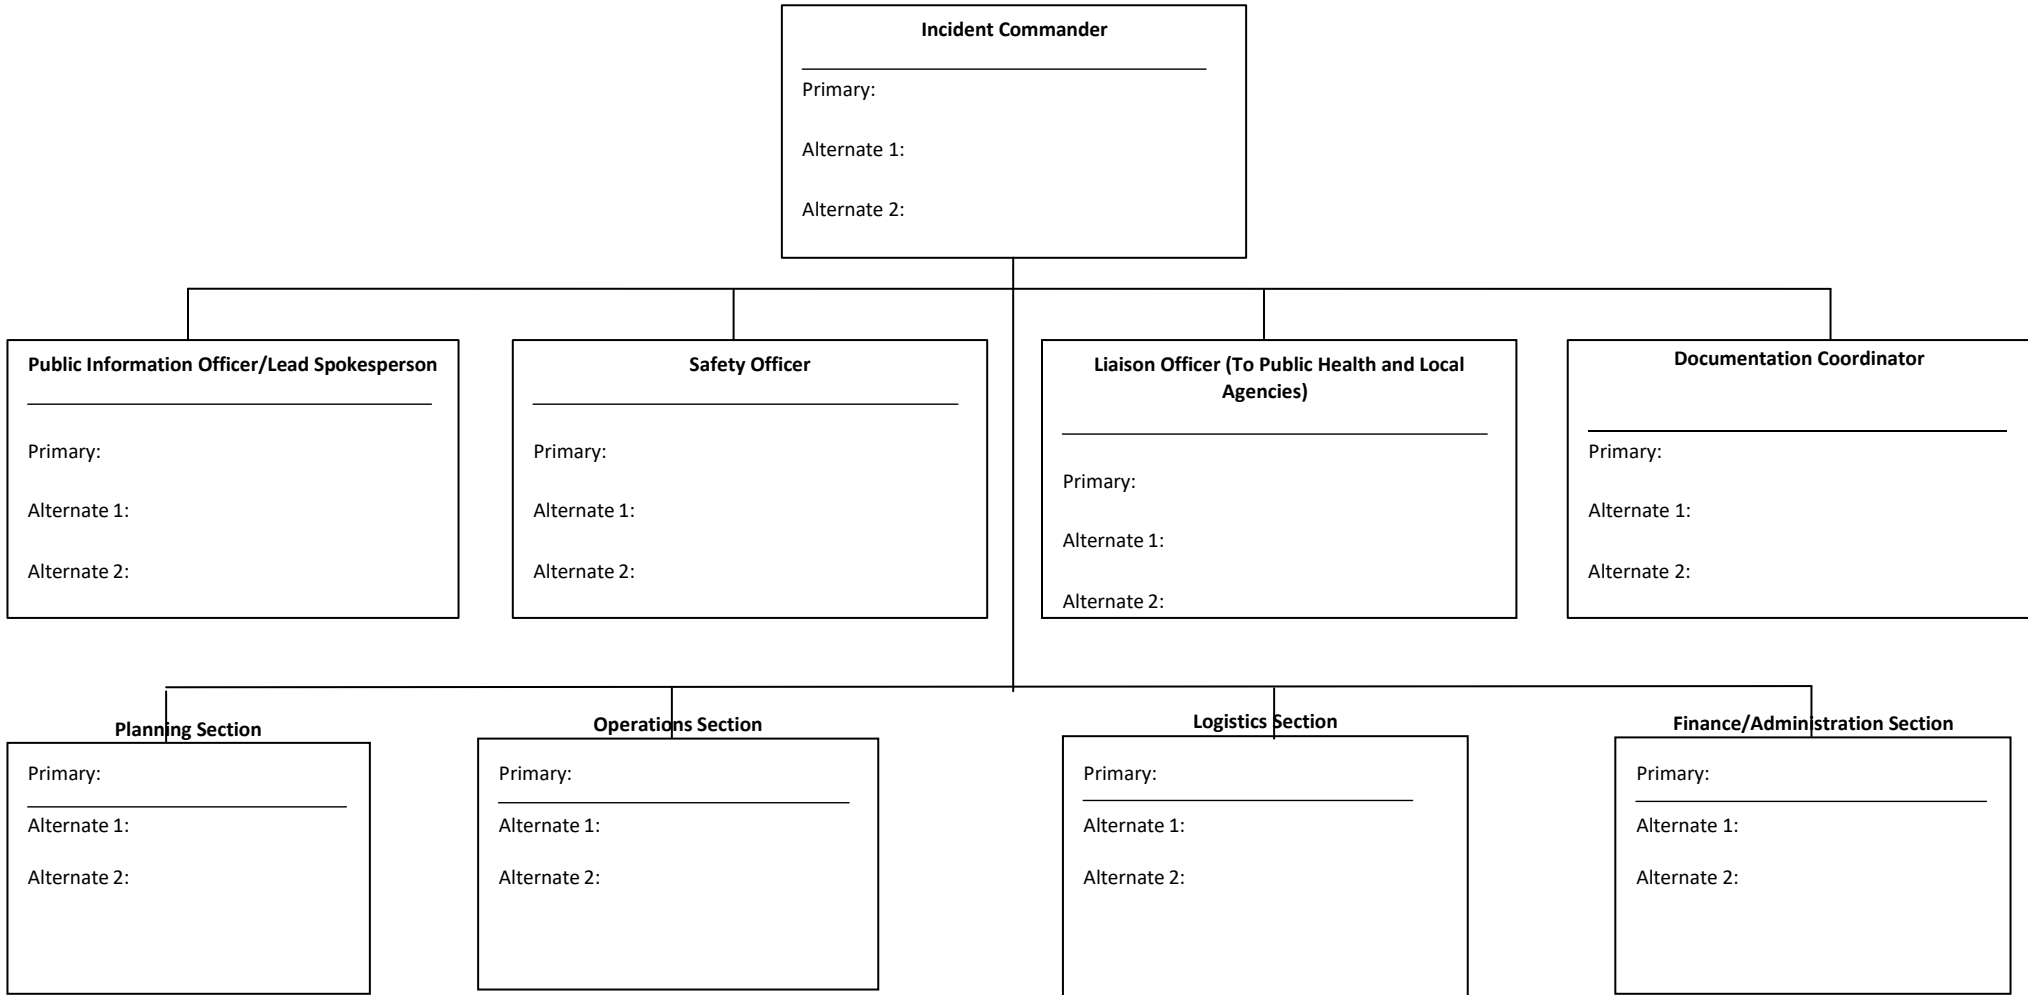 Incident Commander
Primary:
Alternate 1:
Alternate 2:
Public Information Officer/Lead Spokesperson
Primary:
Alternate 1:
Alternate 2:
Safety Officer
Primary:
Alternate 1:
Alternate 2:
Liaison Officer (To Public Health and Local
Agencies)
Primary:
Alternate 1:
Alternate 2:
Documentation Coordinator
Primary:
Alternate 1:
Alternate 2:
Planning Section
Primary:
Alternate 1:
Alternate 2:
Operations Section
Primary:
Alternate 1:
Alternate 2:
Logistics Section
Primary:
Alternate 1:
Alternate 2:
Finance/Administration Section
Primary:
Alternate 1:
Alternate 2: